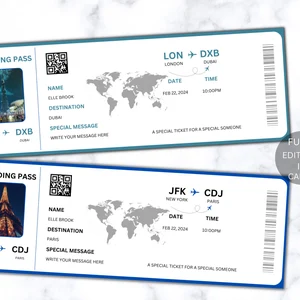 ING PASS
DXB
DUBAI
NAME
ELLE BROOK
DESTINATION
DUBAI
SPECIAL MESSAGE
WRITE YOUR MESSAGE HERE
LON DXB
LONDON DUBAI
DATE TIME
FEB 22, 2024 10:00PM
A SPECIAL TICKET FOR A SPECIAL SOMEONE
DING PASS
CDJ
PARIS
NAME
ELLE BROOK
DESTINATION
PARIS
SPECIAL MESSAGE
WRITE YOUR MESSAGE HERE
JFK CDJ
NEW YORK PARIS
DATE TIME
FEB 22, 2024 10:00PM
A SPECIAL TICKET FOR A SPECIAL SOMEONE
FU
EDIT
I
CA